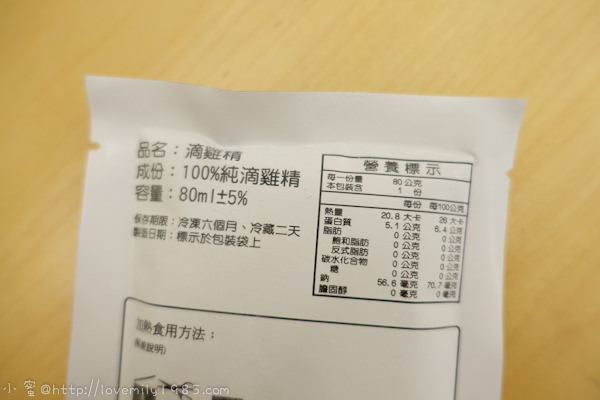 品名：滴雞精
成份：100%純滴雞精
容量：80ml±5%
保存期限：冷凍六個月、冷藏二天
製造日期：標示於包裝袋上
營養標示
每一份量 80 公克
本包裝含 1 份
每份 每100公克
熱量 20.8 大卡 26 大卡
蛋白質 5.1 公克 6.4 公克
脂肪 0 公克 0 公克
飽和脂肪 0 公克 0 公克
反式脂肪 0 公克 0 公克
碳水化合物 0 公克 0 公克
糖 0 公克 0 公克
鈉 56.6 毫克 70.7 毫克
膽固醇 0 毫克 0 毫克
加熱食用方法：
小蜜@http://lovemily1985.com